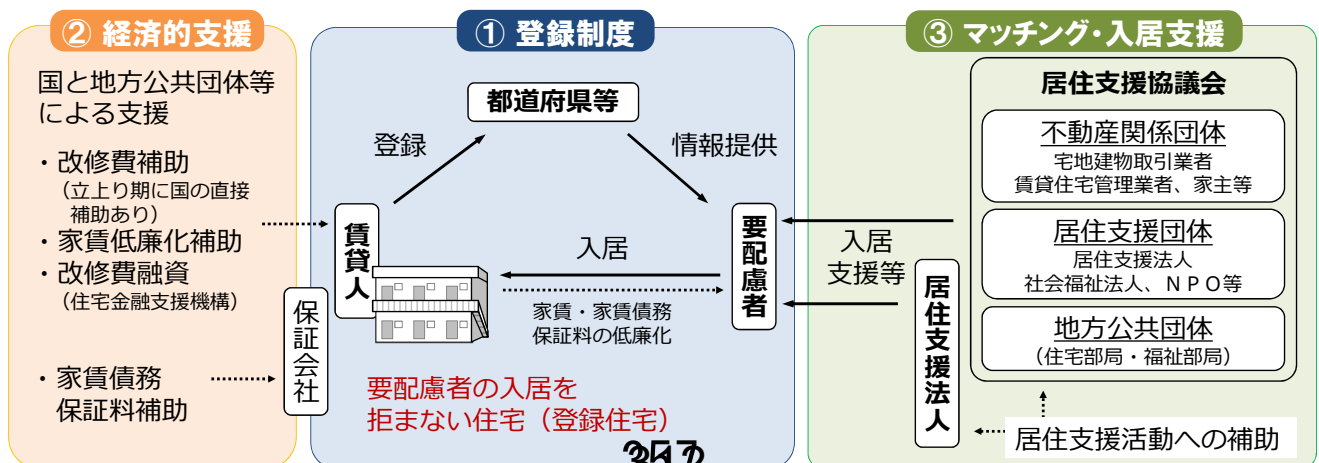 ② 経済的支援
国と地方公共団体等
による支援
・改修費補助
（立上り期に国の直接
補助あり）
・家賃低廉化補助
・改修費融資
（住宅金融支援機構）
・家賃債務
保証料補助
保証会社
① 登録制度
都道府県等
登録
情報提供
賃貸人
入居
家賃・家賃債務
保証料の低廉化
要配慮者
要配慮者の入居を
拒まない住宅（登録住宅）
③ マッチング・入居支援
居住支援協議会
不動産関係団体
宅地建物取引業者
賃貸住宅管理業者、家主等
居住支援団体
居住支援法人
社会福祉法人、ＮＰＯ等
地方公共団体
（住宅部局・福祉部局）
入居
支援等
居住支援法人
居住支援活動への補助